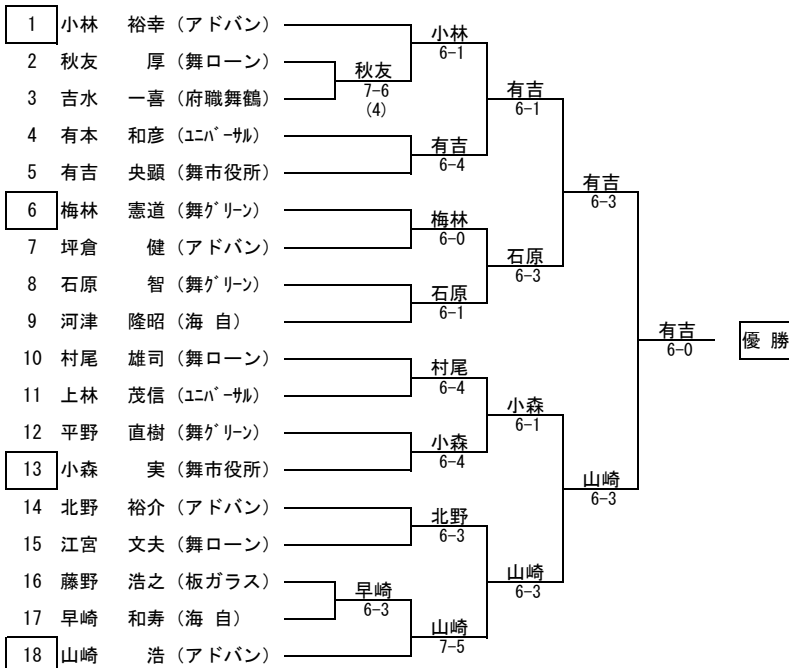 1 小林 裕幸 (アドバン)
小林
6-1
2 秋友 厚 (舞ローン)
秋友
7-6
(4)
3 吉水 一喜 (府職舞鶴)
有吉
6-1
4 有本 和彦 (ﾕﾆﾊﾞｰｻﾙ)
有吉
6-4
5 有吉 央顕 (舞市役所)
有吉
6-3
6 梅林 憲道 (舞ｸﾞﾘｰﾝ)
梅林
6-0
7 坪倉 健 (アドバン)
石原
6-3
8 石原 智 (舞ｸﾞﾘｰﾝ)
石原
6-1
9 河津 隆昭 (海 自)
有吉
6-0
優 勝
10 村尾 雄司 (舞ローン)
村尾
6-4
11 上林 茂信 (ﾕﾆﾊﾞｰｻﾙ)
小森
6-1
12 平野 直樹 (舞ｸﾞﾘｰﾝ)
小森
6-4
13 小森 実 (舞市役所)
山崎
6-3
14 北野 裕介 (アドバン)
北野
6-3
15 江宮 文夫 (舞ローン)
山崎
6-3
16 藤野 浩之 (板ガラス)
早崎
6-3
17 早崎 和寿 (海 自)
山崎
7-5
18 山崎 浩 (アドバン)